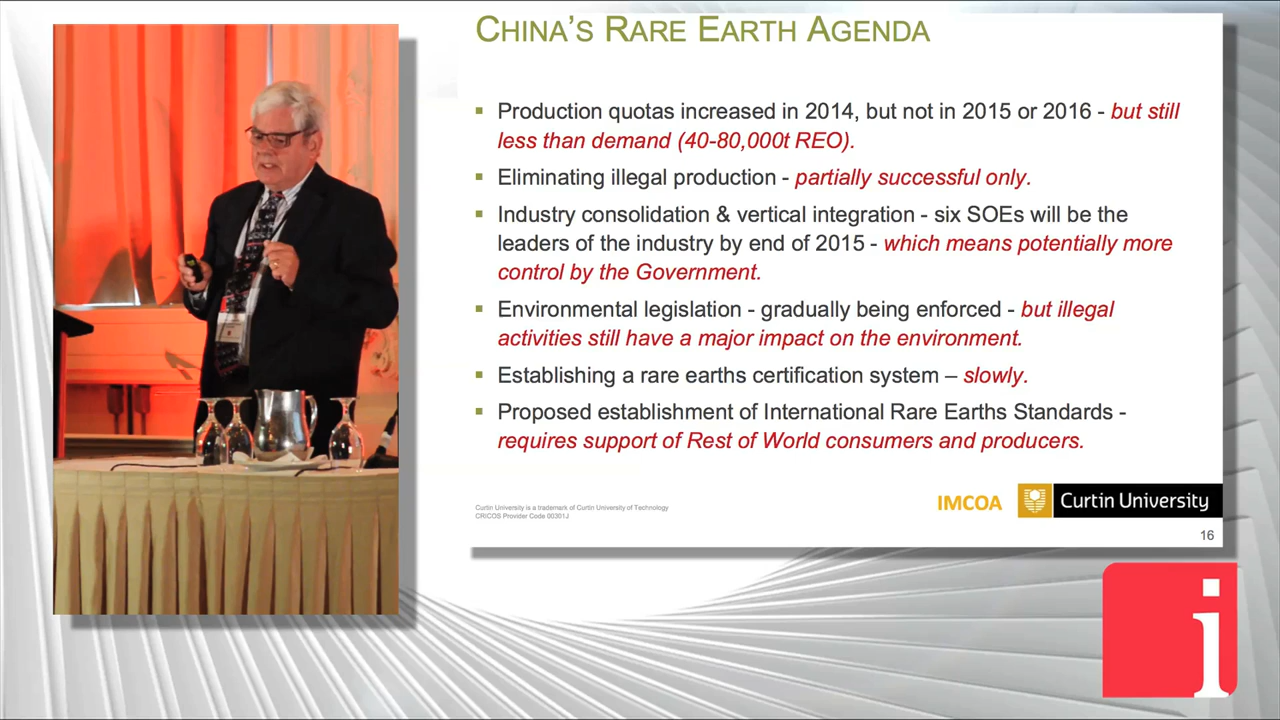 CHINA'S RARE EARTH AGENDA
Production quotas increased in 2014, but not in 2015 or 2016 - but still
less than demand (40-80,000t REO).
Eliminating illegal production - partially successful only.
Industry consolidation & vertical integration - six SOEs will be the
leaders of the industry by end of 2015 - which means potentially more
control by the Government.
Environmental legislation - gradually being enforced - but illegal
activities still have a major impact on the environment.
Establishing a rare earths certification system – slowly.
Proposed establishment of International Rare Earths Standards -
requires support of Rest of World consumers and producers.
Curtin University is a trademark of Curtin University of Technology
CRICOS Provider Code 00301J
IMCOA
Curtin University
16
i